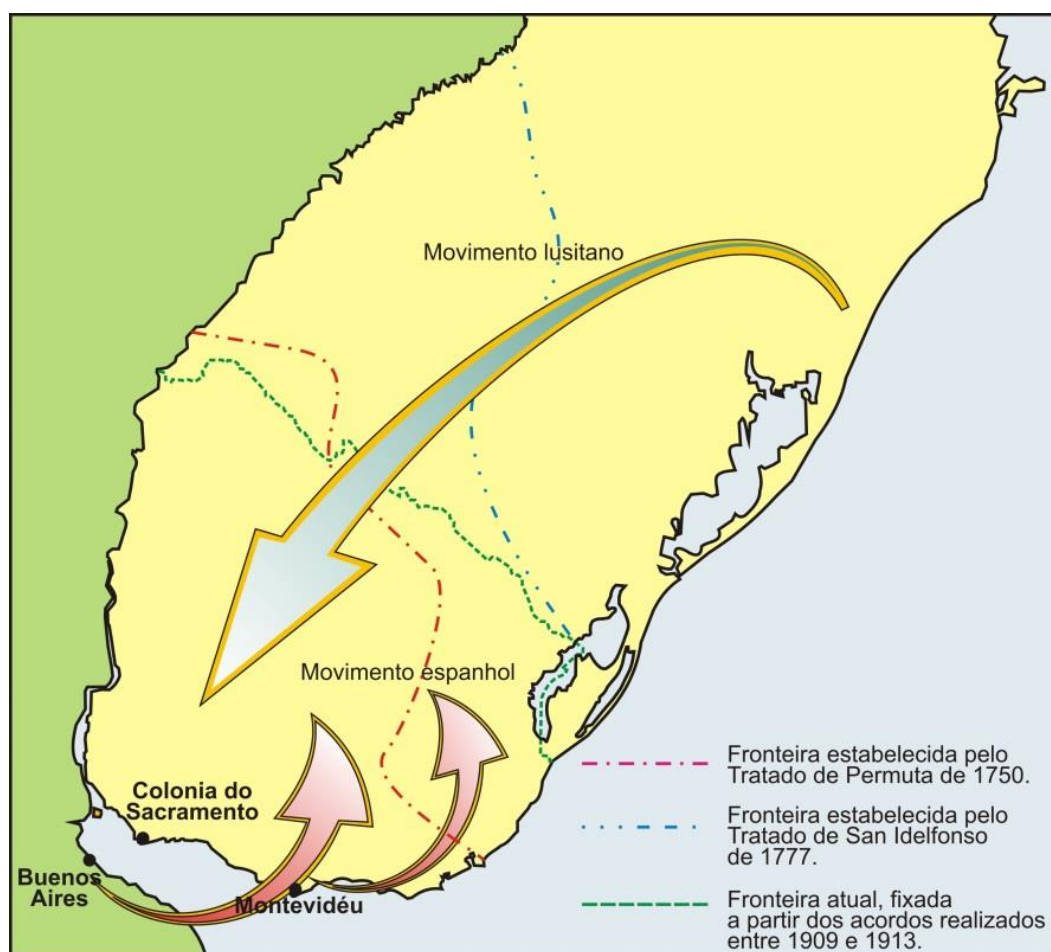 Movimento lusitano
Movimento espanhol
Colonia do
Sacramento
Buenos
Aires
Montevidéu
Fronteira estabelecida pelo
Tratado de Permuta de 1750.
Fronteira estabelecida pelo
Tratado de San Idelfonso
de 1777.
Fronteira atual, fixada
a partir dos acordos realizados
entre 1909 e 1913.